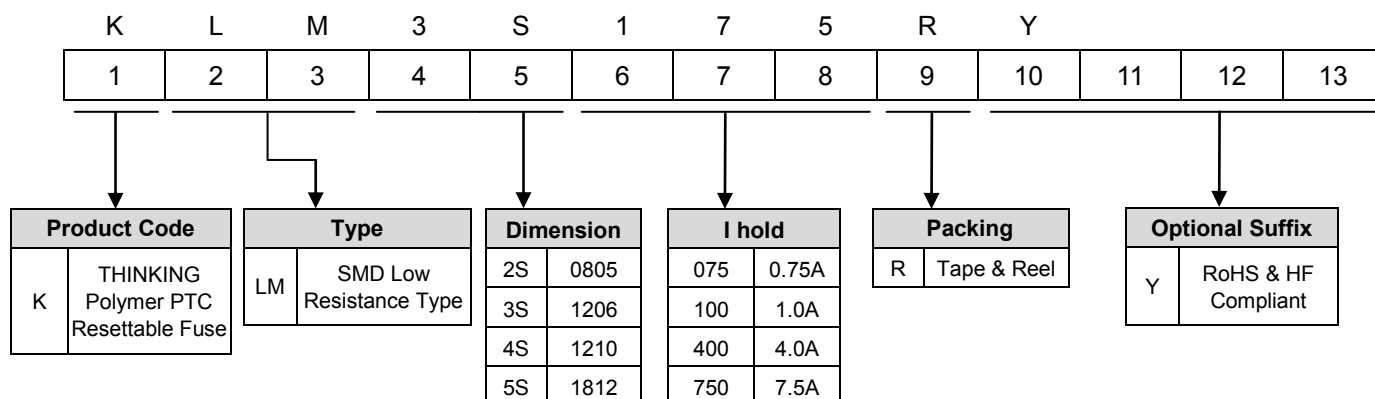 K L M 3 S 1 7 5 R Y
1 2 3 4 5 6 7 8 9 10 11 12 13
Product Code
K THINKING
Polymer PTC
Resettable Fuse
Type
LM SMD Low
Resistance Type
Dimension
2S 0805
3S 1206
4S 1210
5S 1812
I hold
075 0.75A
100 1.0A
400 4.0A
750 7.5A
Packing
R Tape & Reel
Optional Suffix
Y RoHS & HF
Compliant